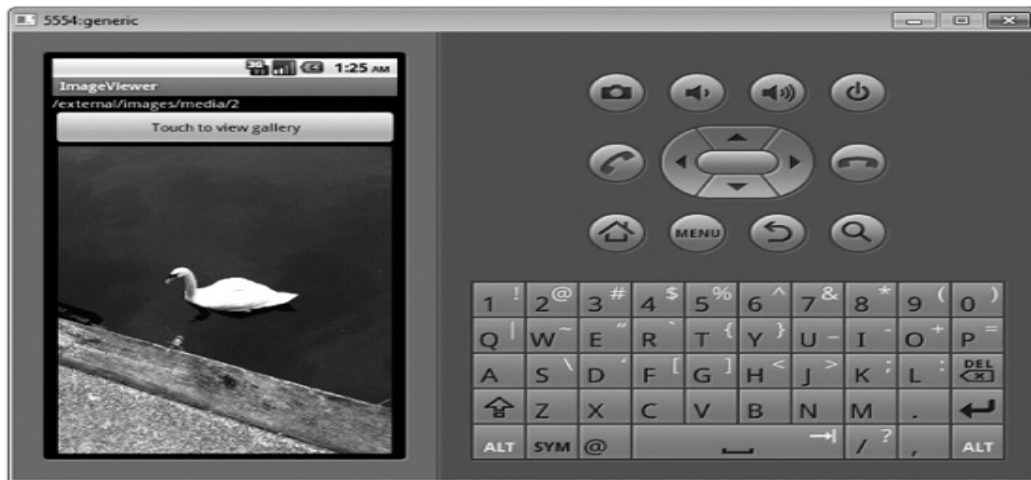 5554:generic
3G 1:25 AM
ImageViewer
/external/images/media/2
Touch to view gallery
MENU
1 ! 2 @ 3 # 4 $ 5 % 6 ^ 7 & 8 * 9 ( 0 )
Q | W ~ E " R ` T { Y } U _ I - O + P =
A S \ D ' F [ G ] H < J > K ; L : DEL
Z X C V B N M .
ALT SYM @ / ? , ALT